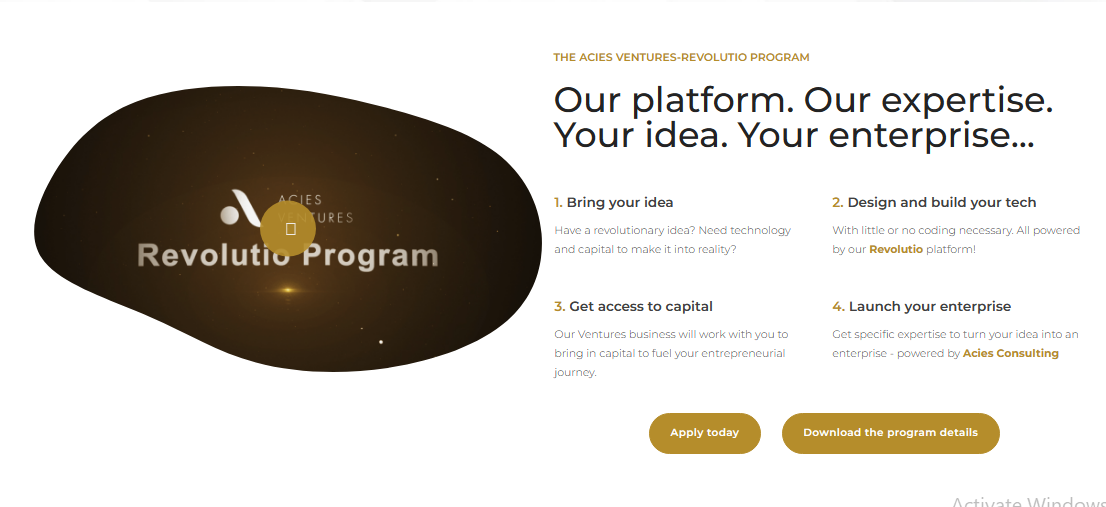 THE ACIES VENTURES-REVOLUTIO PROGRAM
Our platform. Our expertise.
Your idea. Your enterprise...
ACIES
VENTURES
Revolutio Program
1. Bring your idea
Have a revolutionary idea? Need technology
and capital to make it into reality?
2. Design and build your tech
With little or no coding necessary. All powered
by our Revolutio platform!
3. Get access to capital
Our Ventures business will work with you to
bring in capital to fuel your entrepreneurial
journey.
4. Launch your enterprise
Get specific expertise to turn your idea into an
enterprise - powered by Acies Consulting
Apply today
Download the program details
Activate Windows